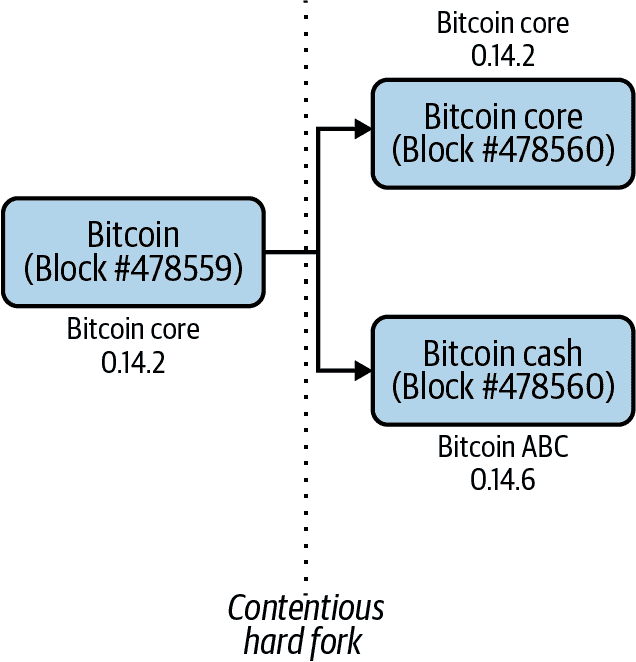 Bitcoin core
0.14.2
Bitcoin core
(Block #478560)
Bitcoin
(Block #478559)
Bitcoin core
0.14.2
Bitcoin cash
(Block #478560)
Bitcoin ABC
0.14.6
Contentious
hard fork